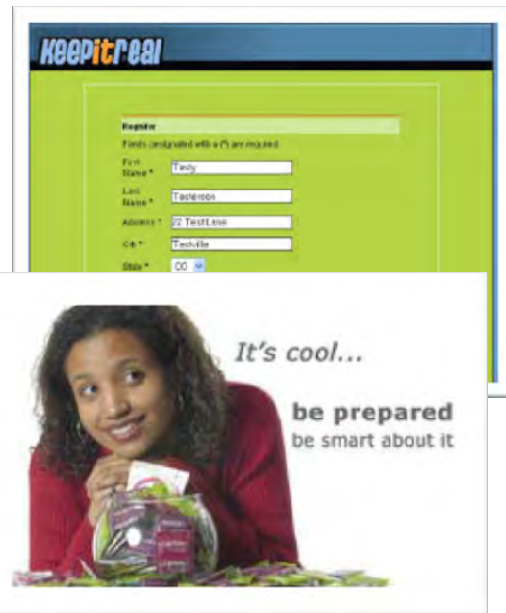 KeepitReal
Register
Fields designated with a (*) are required.
First
Name *
Testy
Last
Name *
Testerson
Address *
22 Test Lane
City *
Testville
State *
CO
It's cool...
be prepared
be smart about it